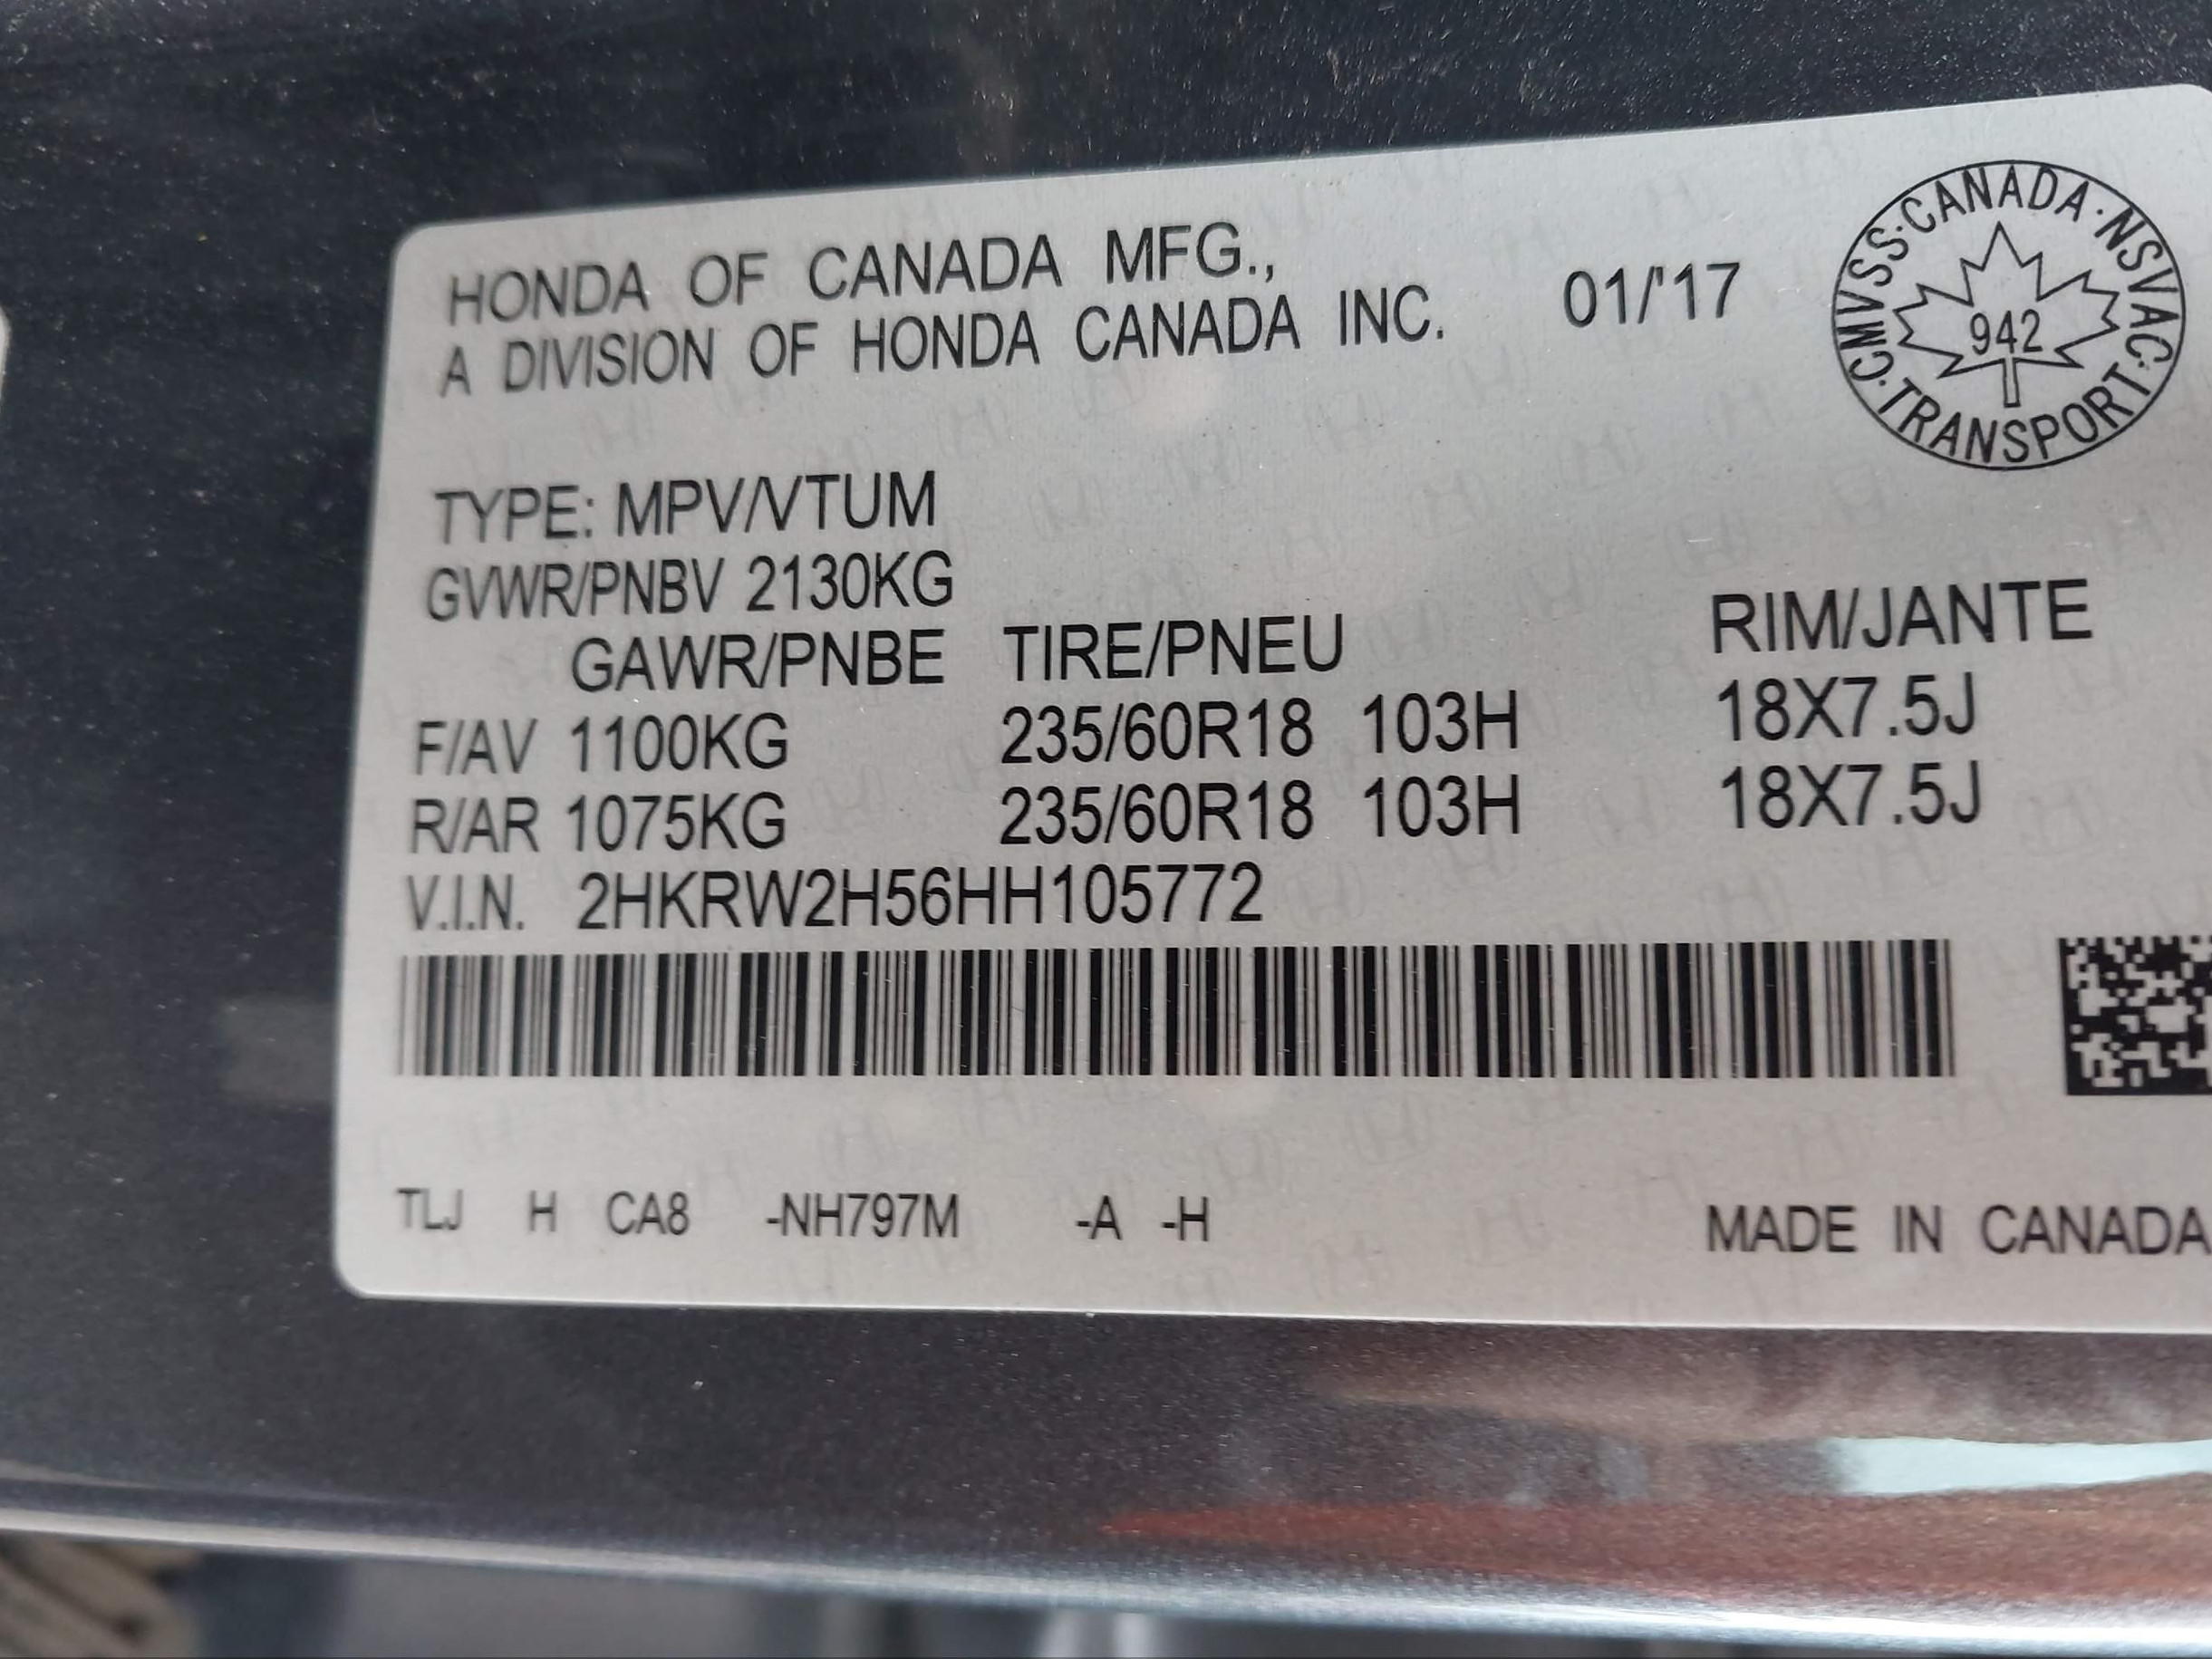 HONDA OF CANADA MFG.,
A DIVISION OF HONDA CANADA INC. 01/'17
CMVSS·CANADA·NSVAC·TRANSPORT·
942
TYPE: MPV/VTUM
GVWR/PNBV 2130KG
GAWR/PNBE TIRE/PNEU RIM/JANTE
F/AV 1100KG 235/60R18 103H 18X7.5J
R/AR 1075KG 235/60R18 103H 18X7.5J
V.I.N. 2HKRW2H56HH105772
TLJ H CA8 -NH797M -A -H MADE IN CANADA